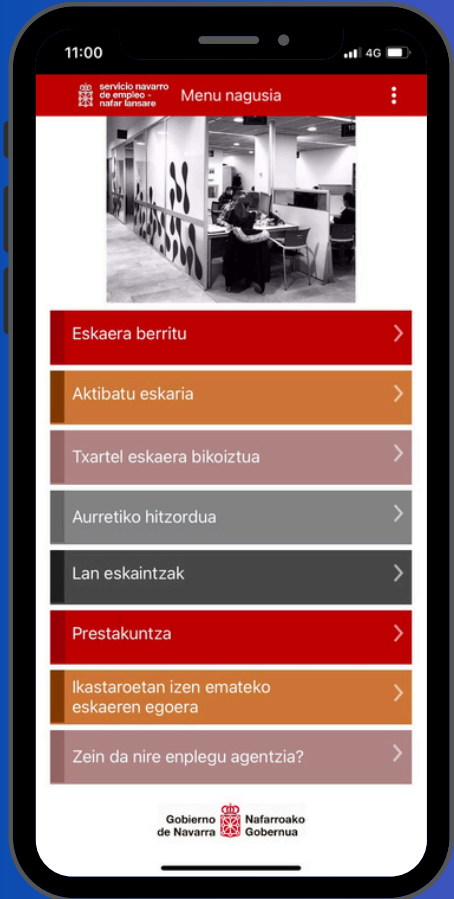 11:00
4G
servicio navarro
de empleo -
nafar lansare
Menu nagusia
Eskaera berritu
Aktibatu eskaria
Txartel eskaera bikoiztua
Aurretiko hitzordua
Lan eskaintzak
Prestakuntza
Ikastaroetan izen emateko
eskaeren egoera
Zein da nire enplegu agentzia?
Gobierno
de Navarra
Nafarroako
Gobernua